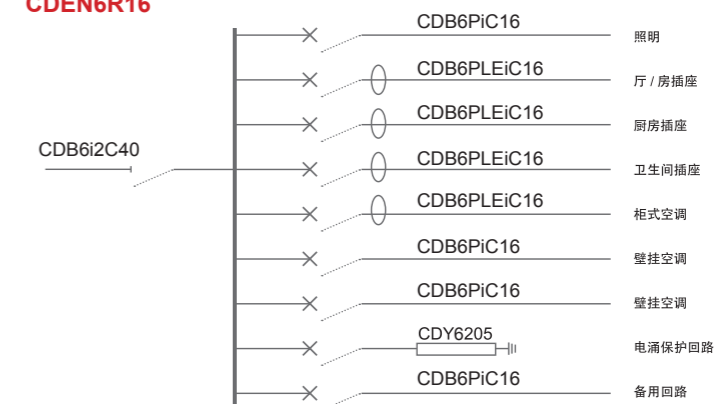 CDEN6R16
CDB6PiC16 照明
CDB6PLEiC16 厅 / 房插座
CDB6PLEiC16 厨房插座
CDB6i2C40
CDB6PLEiC16 卫生间插座
CDB6PLEiC16 柜式空调
CDB6PiC16 壁挂空调
CDB6PiC16 壁挂空调
CDY6205 电涌保护回路
CDB6PiC16 备用回路